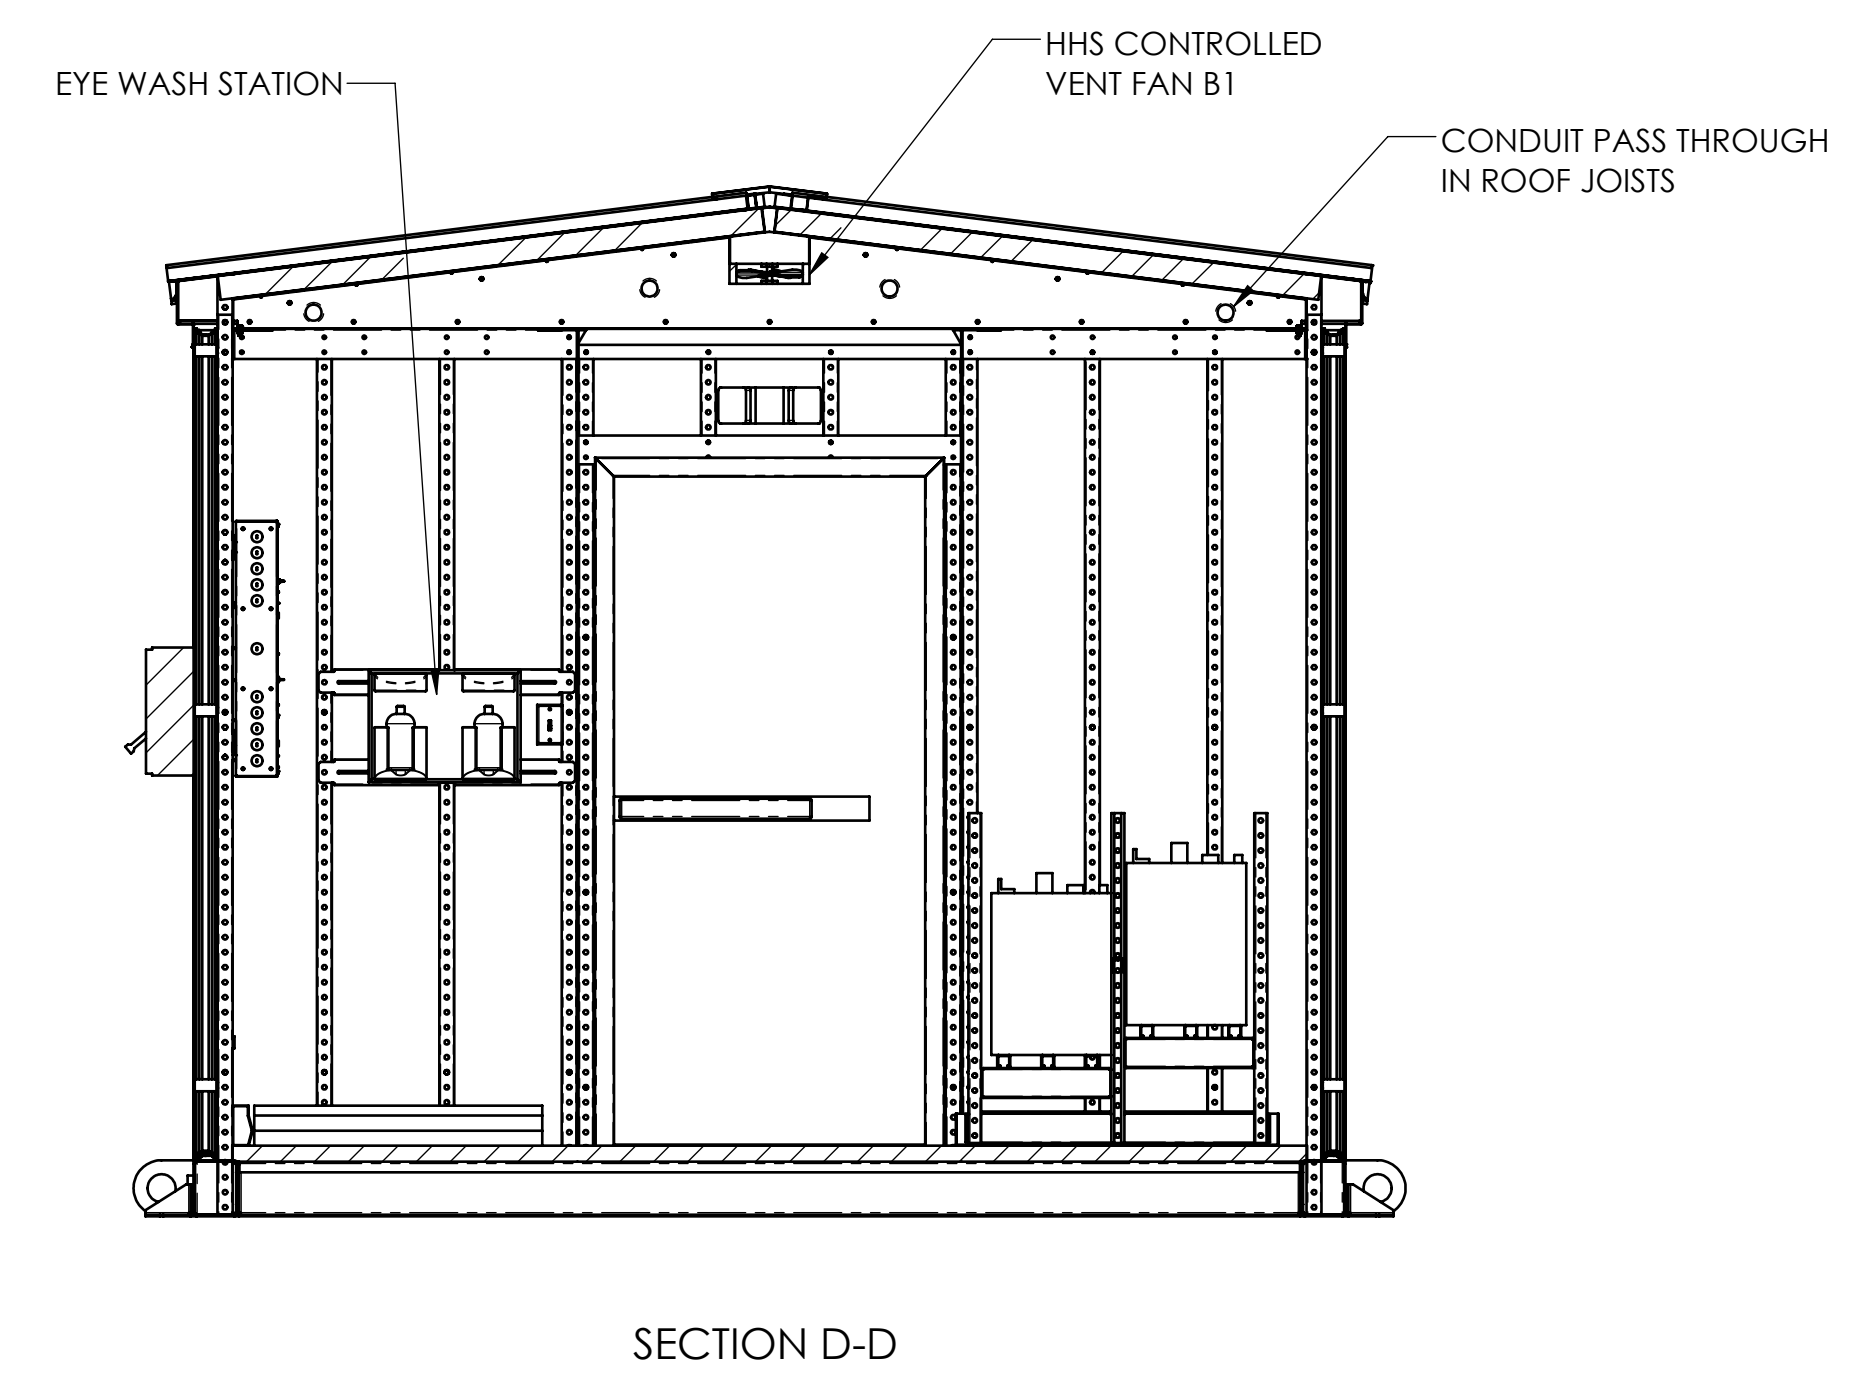 HHS CONTROLLED
VENT FAN B1
EYE WASH STATION
CONDUIT PASS THROUGH
IN ROOF JOISTS
SECTION D-D